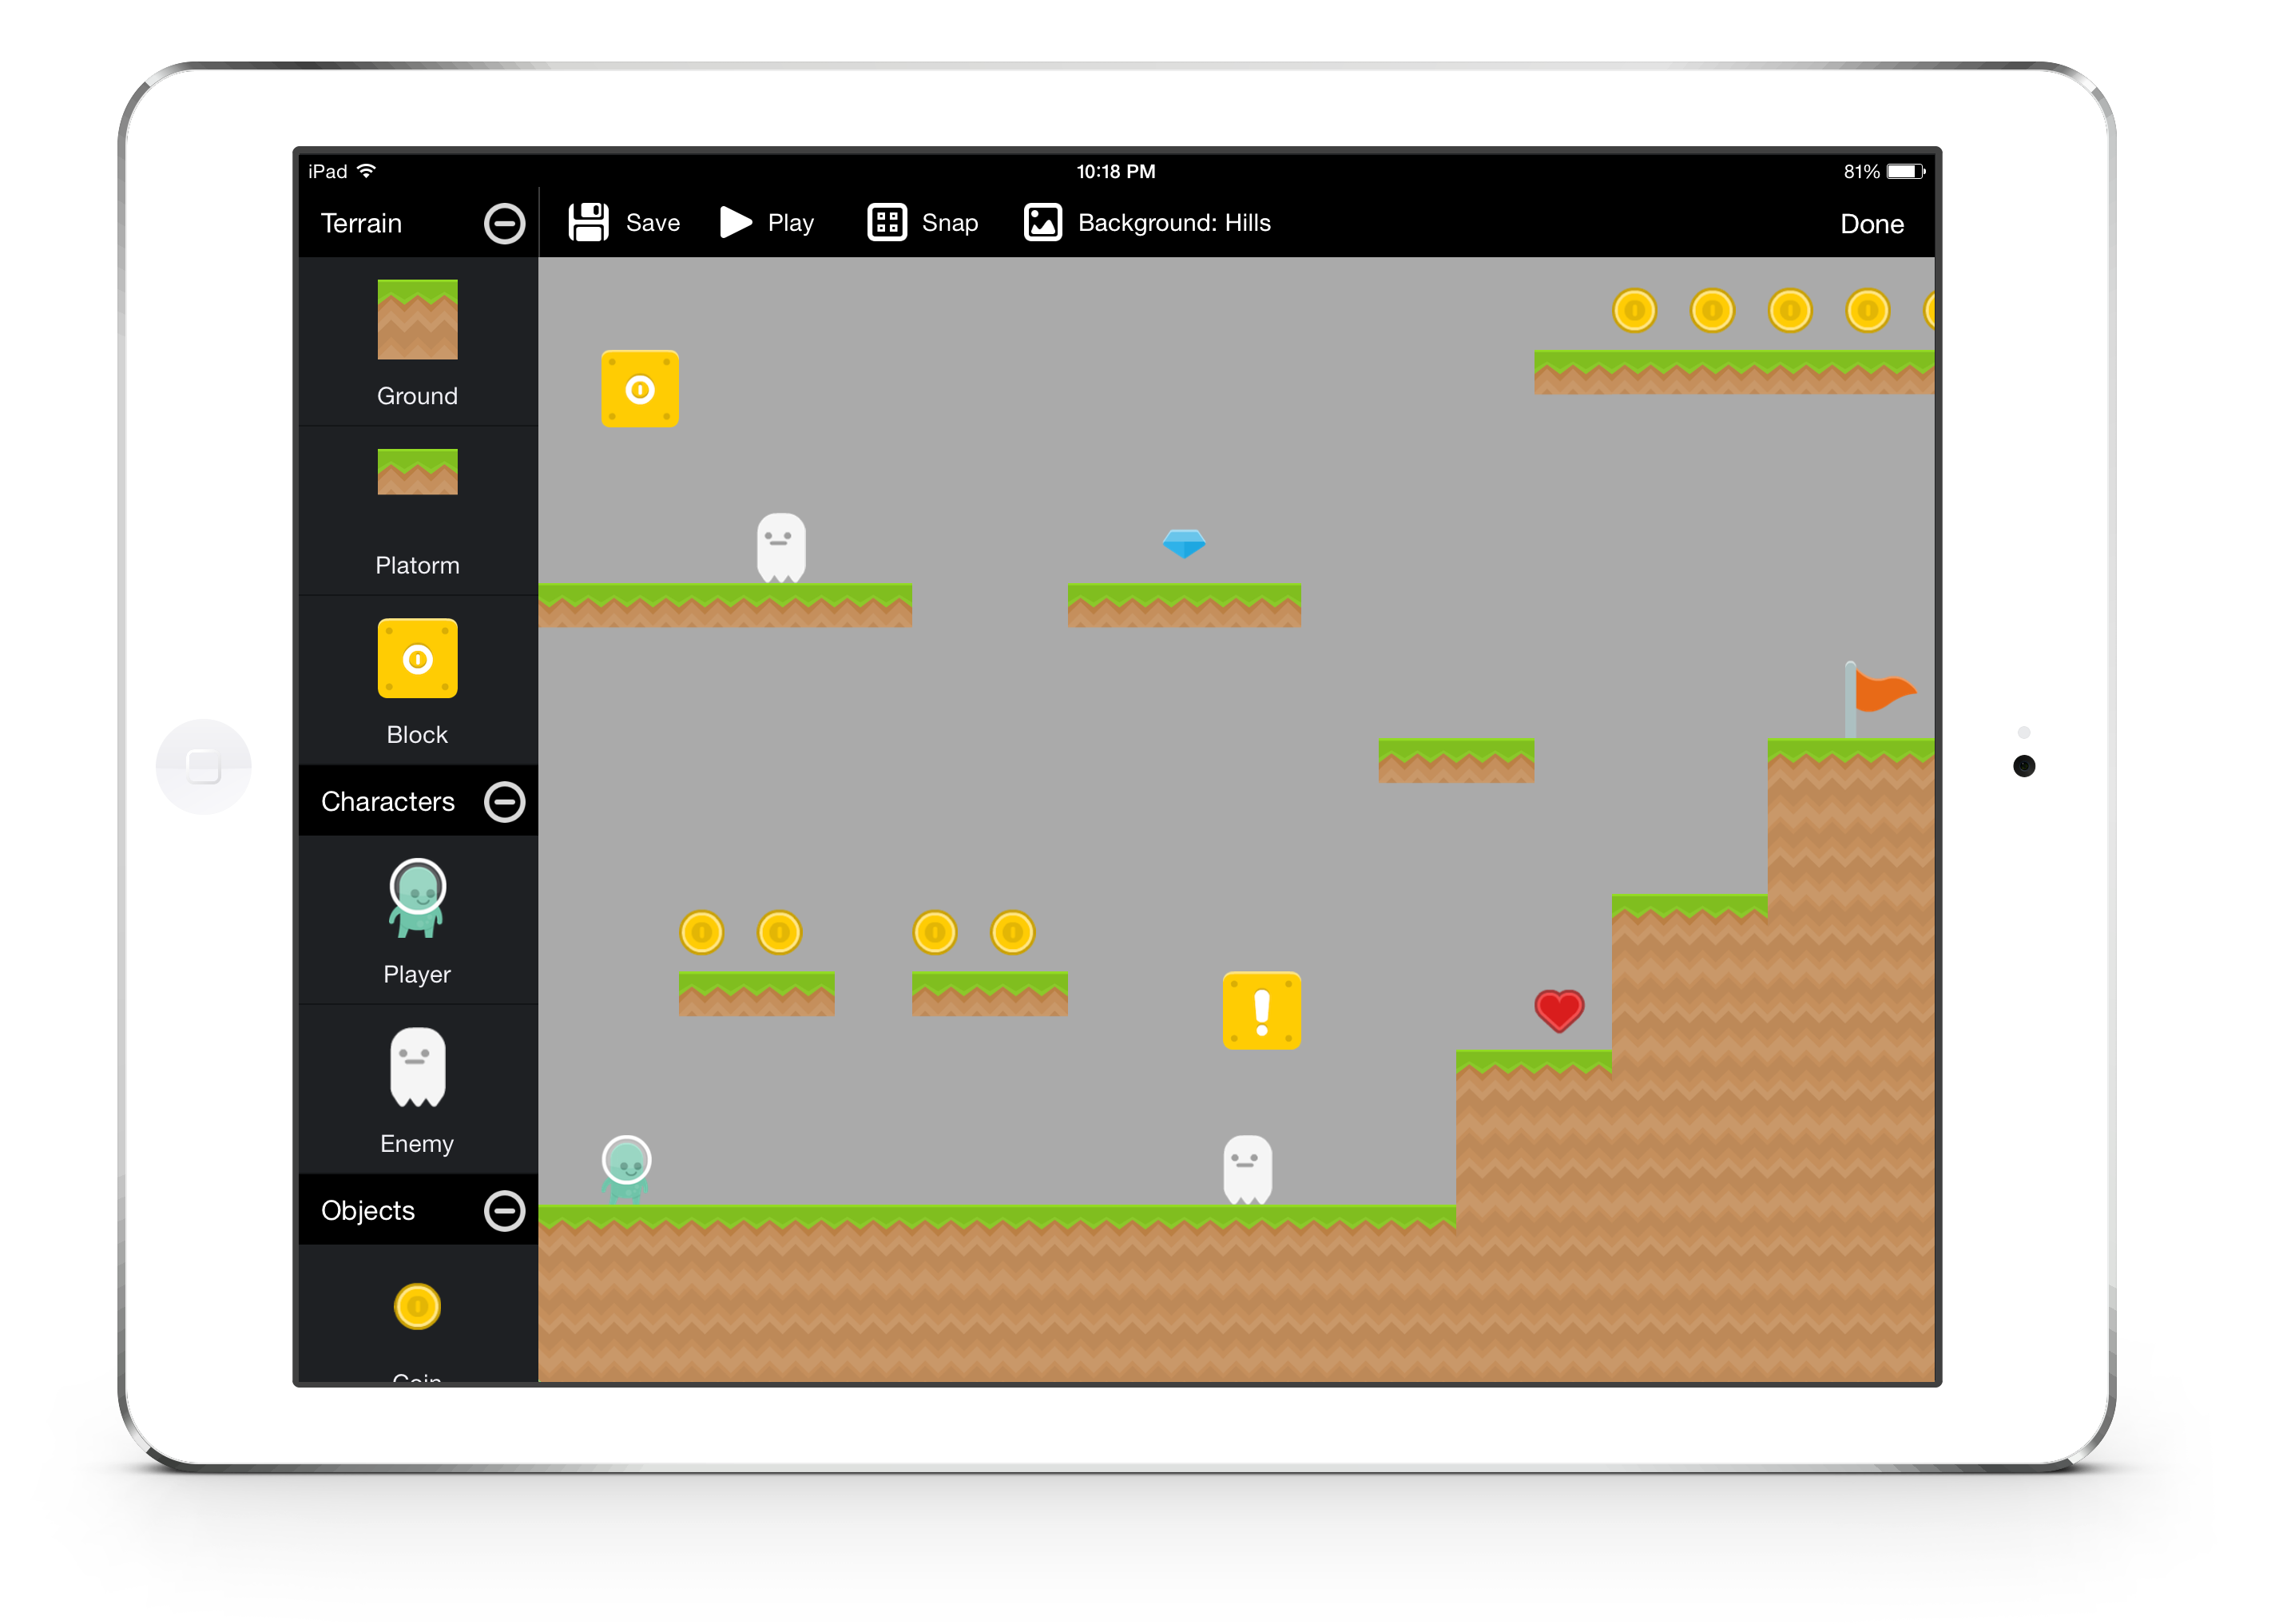 iPad 10:18 PM 81%
Terrain Save Play Snap Background: Hills Done
Ground
Platorm
Block
Characters
Player
!
Enemy
Objects
Coin